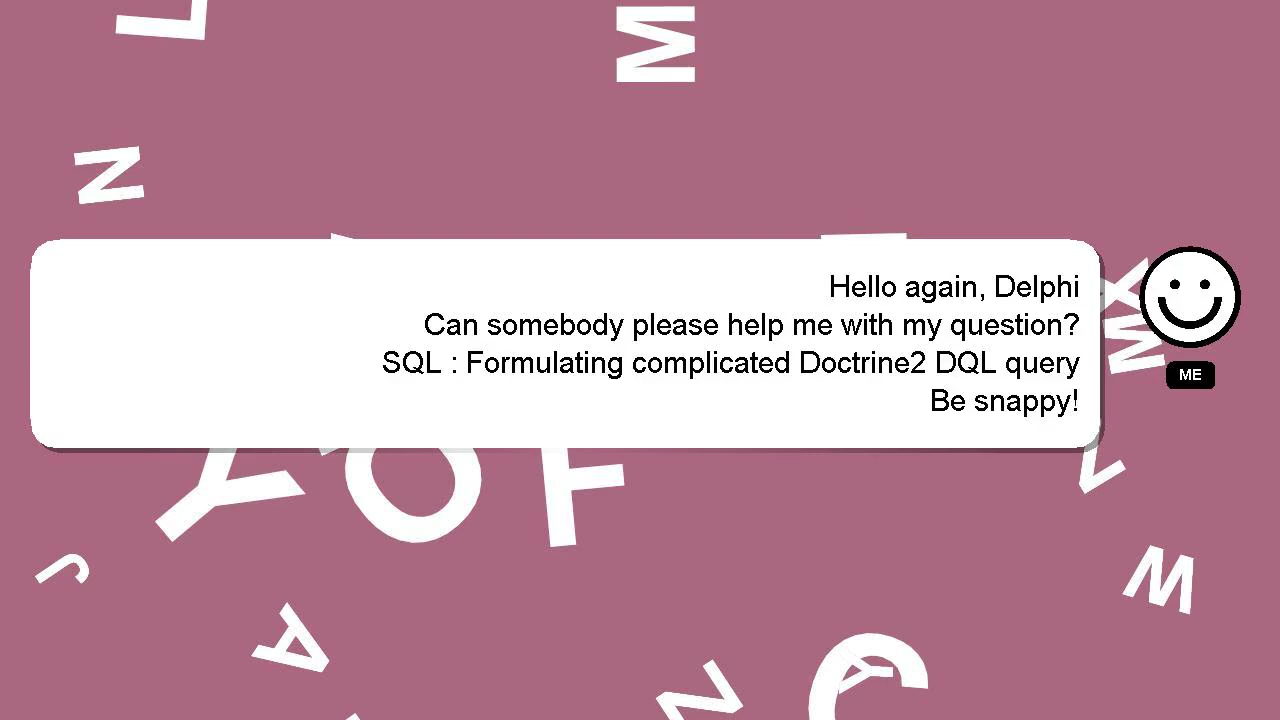 L
M
N
Hello again, Delphi
Can somebody please help me with my question?
SQL : Formulating complicated Doctrine2 DQL query
Be snappy!
ME
Y
O
F
J
W
A
C
A
N